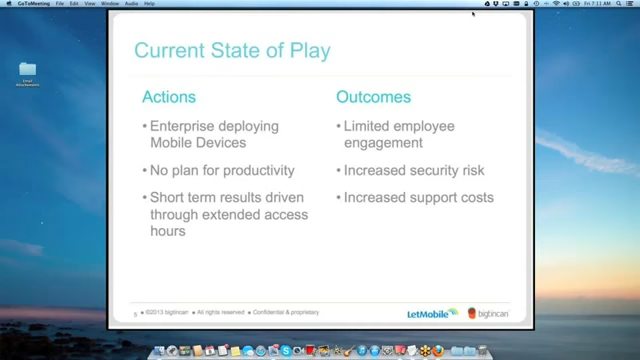 GoToMeeting File Edit View Window Audio Help
Fri 7:11 AM
Email
Attachments
Current State of Play
Actions
• Enterprise deploying
Mobile Devices
• No plan for productivity
• Short term results driven
through extended access
hours
Outcomes
• Limited employee
engagement
• Increased security risk
• Increased support costs
5 ■ ©2013 bigtincan ■ All rights reserved ■ Confidential & proprietary
LetMobile bigtincan